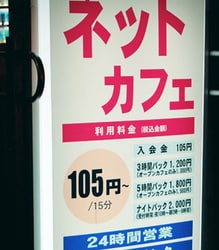 ネット
カフェ
利用料金（税込金額）
105円～
/15分
入会金 105円
3時間パック 1,200円
5時間パック 1,800円
ナイトパック 2,000円
24時間営業